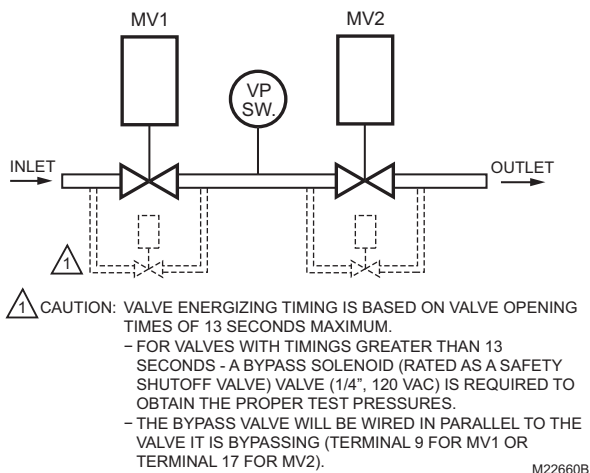 MV1
MV2
VP
SW.
INLET
OUTLET
1
1 CAUTION: VALVE ENERGIZING TIMING IS BASED ON VALVE OPENING
TIMES OF 13 SECONDS MAXIMUM.
– FOR VALVES WITH TIMINGS GREATER THAN 13
SECONDS - A BYPASS SOLENOID (RATED AS A SAFETY
SHUTOFF VALVE) VALVE (1/4”, 120 VAC) IS REQUIRED TO
OBTAIN THE PROPER TEST PRESSURES.
– THE BYPASS VALVE WILL BE WIRED IN PARALLEL TO THE
VALVE IT IS BYPASSING (TERMINAL 9 FOR MV1 OR
TERMINAL 17 FOR MV2).
M22660B